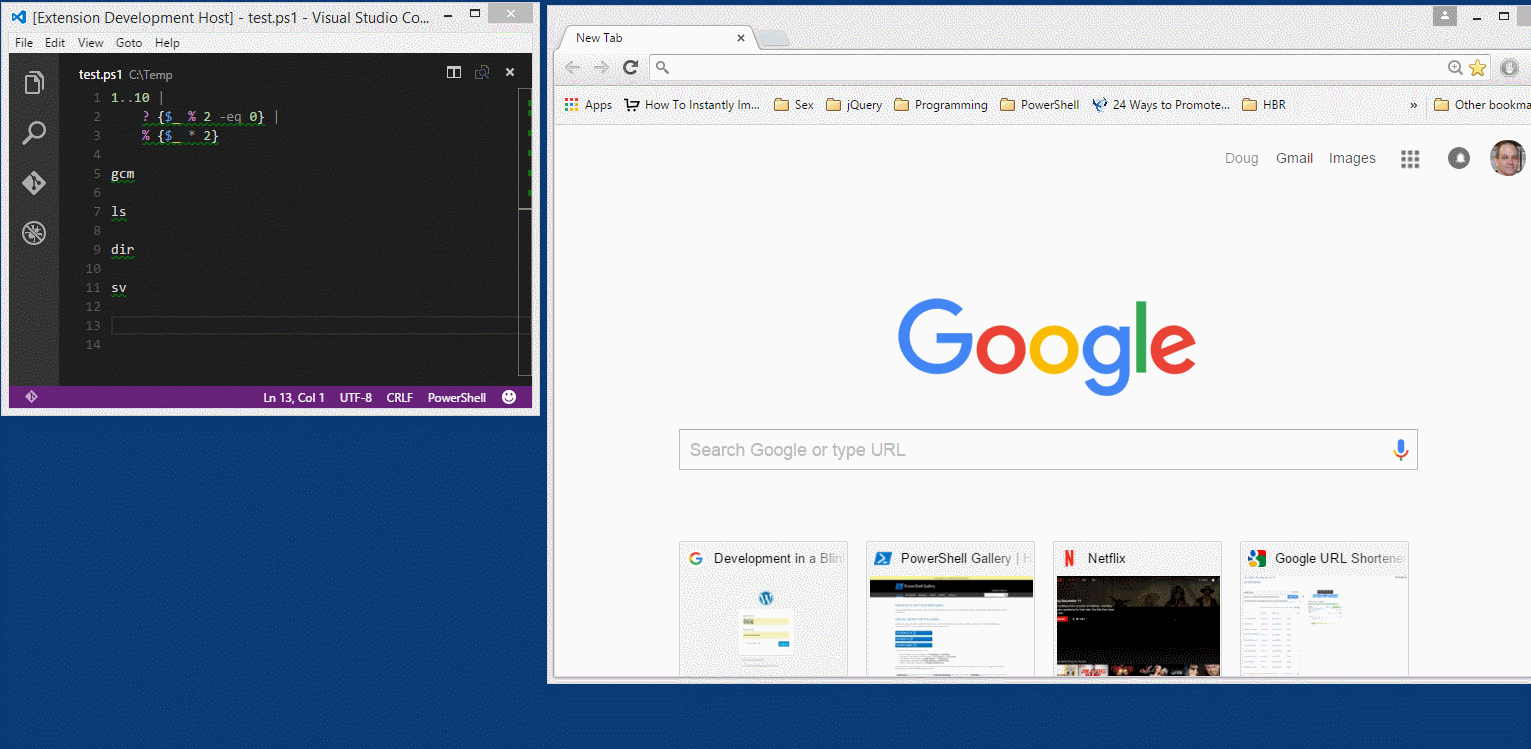 [Extension Development Host] - test.ps1 - Visual Studio Co...
File Edit View Goto Help
test.ps1 C:\Temp
1 1..10 |
2 ? {$_ % 2 -eq 0} |
3 % {$_ * 2}
4
5 gcm
6
7 ls
8
9 dir
10
11 sv
12
13
14
Ln 13, Col 1 UTF-8 CRLF PowerShell
New Tab
Apps How To Instantly Im... Sex jQuery Programming PowerShell 24 Ways to Promote... HBR » Other bookma
Doug Gmail Images
Google
Search Google or type URL
Development in a Blin
PowerShell Gallery | H
Netflix
Google URL Shortene
PowerShell Gallery